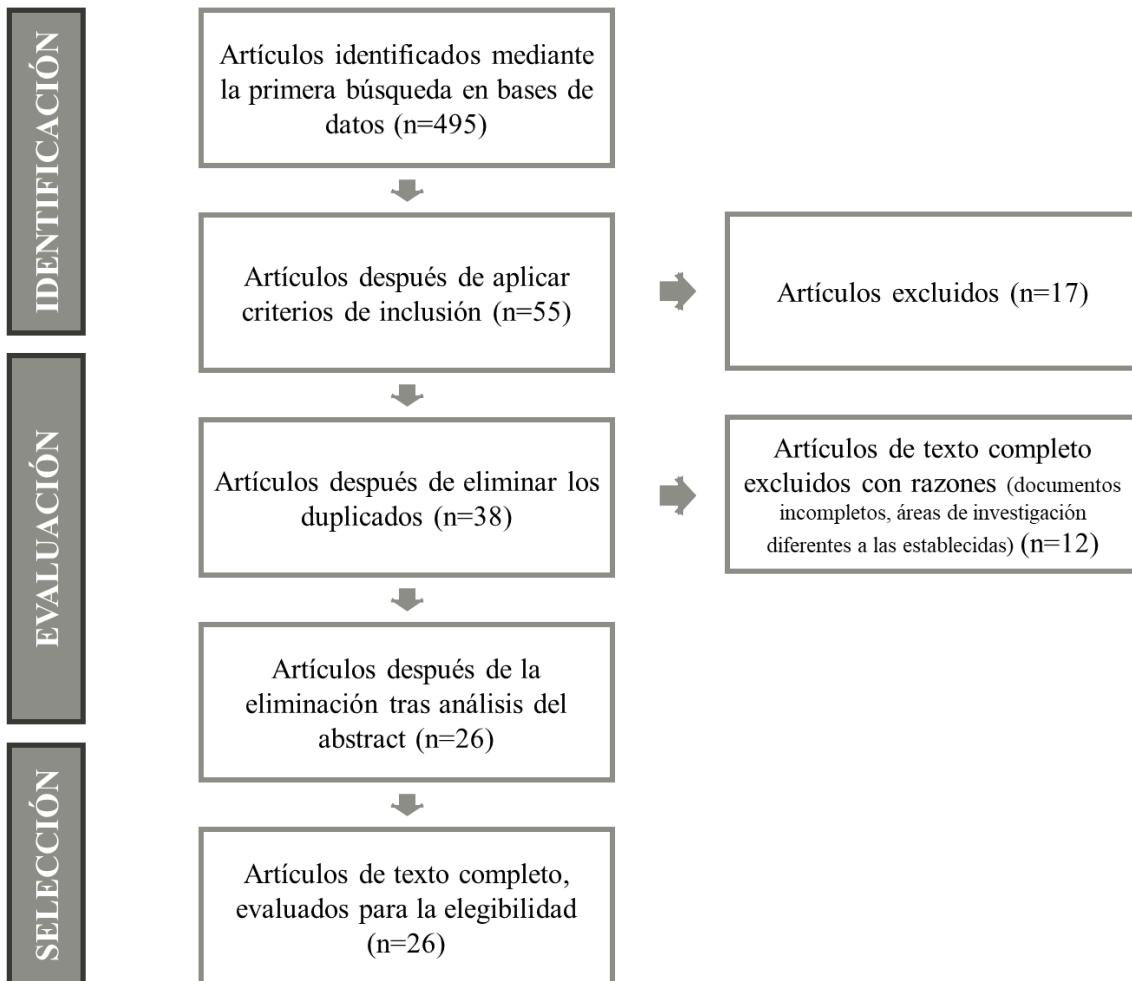 IDENTIFICACIÓN
Artículos identificados mediante
la primera búsqueda en bases de
datos (n=495)
Artículos después de aplicar
criterios de inclusión (n=55)
Artículos excluidos (n=17)
EVALUACIÓN
Artículos después de eliminar los
duplicados (n=38)
Artículos de texto completo
excluidos con razones (documentos
incompletos, áreas de investigación
diferentes a las establecidas) (n=12)
Artículos después de la
eliminación tras análisis del
abstract (n=26)
SELECCIÓN
Artículos de texto completo,
evaluados para la elegibilidad
(n=26)